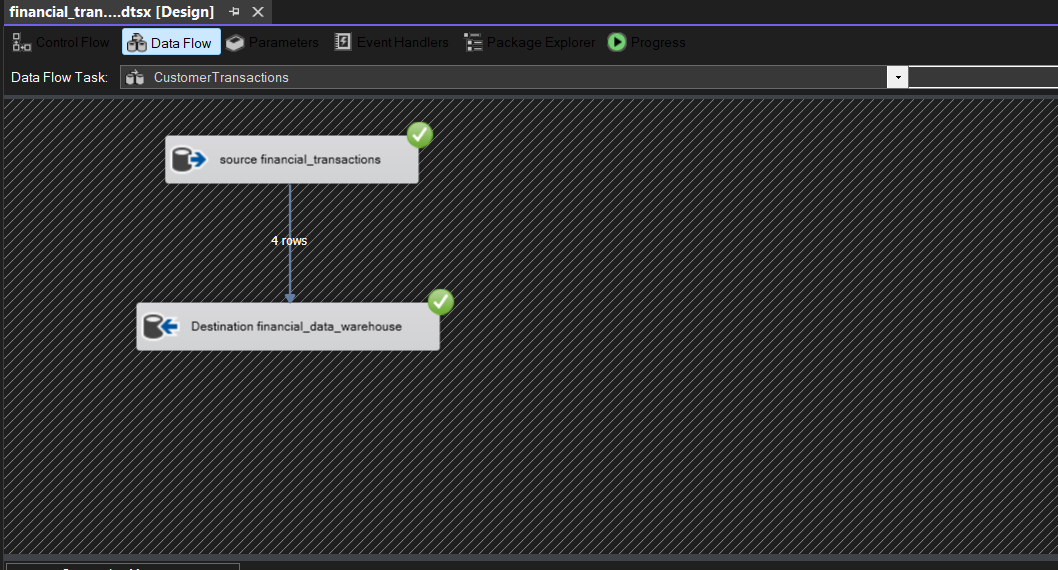 financial_tran....dtsx [Design]
Control Flow Data Flow Parameters Event Handlers Package Explorer Progress
Data Flow Task: CustomerTransactions
source financial_transactions
4 rows
Destination financial_data_warehouse